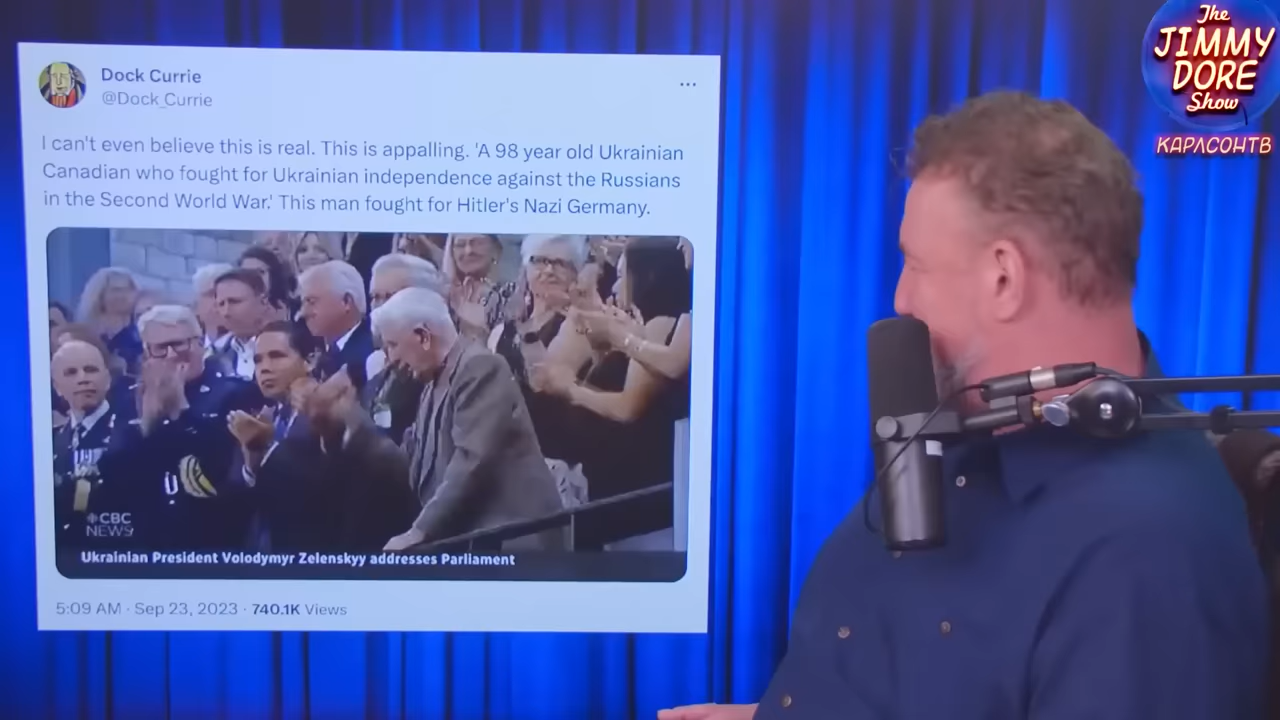 The
JIMMY
DORE
Show
КАРЛСОНТВ
Dock Currie
@Dock_Currie
I can't even believe this is real. This is appalling. 'A 98 year old Ukrainian
Canadian who fought for Ukrainian independence against the Russians
in the Second World War.' This man fought for Hitler's Nazi Germany.
CBC
NEWS
Ukrainian President Volodymyr Zelenskyy addresses Parliament
5:09 AM · Sep 23, 2023 · 740.1K Views